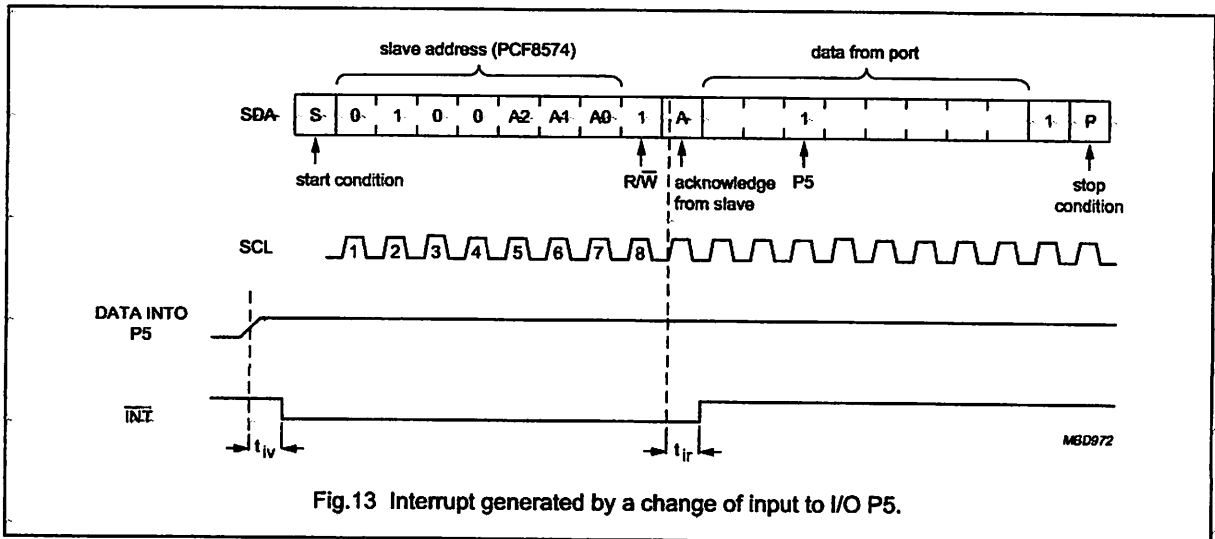 slave address (PCF8574) data from port
SDA S 0 1 0 0 A2 A1 A0 1 A 1 1 P
start condition R/W acknowledge from slave P5 stop condition
SCL 1 2 3 4 5 6 7 8
DATA INTO P5
INT
tiv tir
MBD972
Fig.13 Interrupt generated by a change of input to I/O P5.